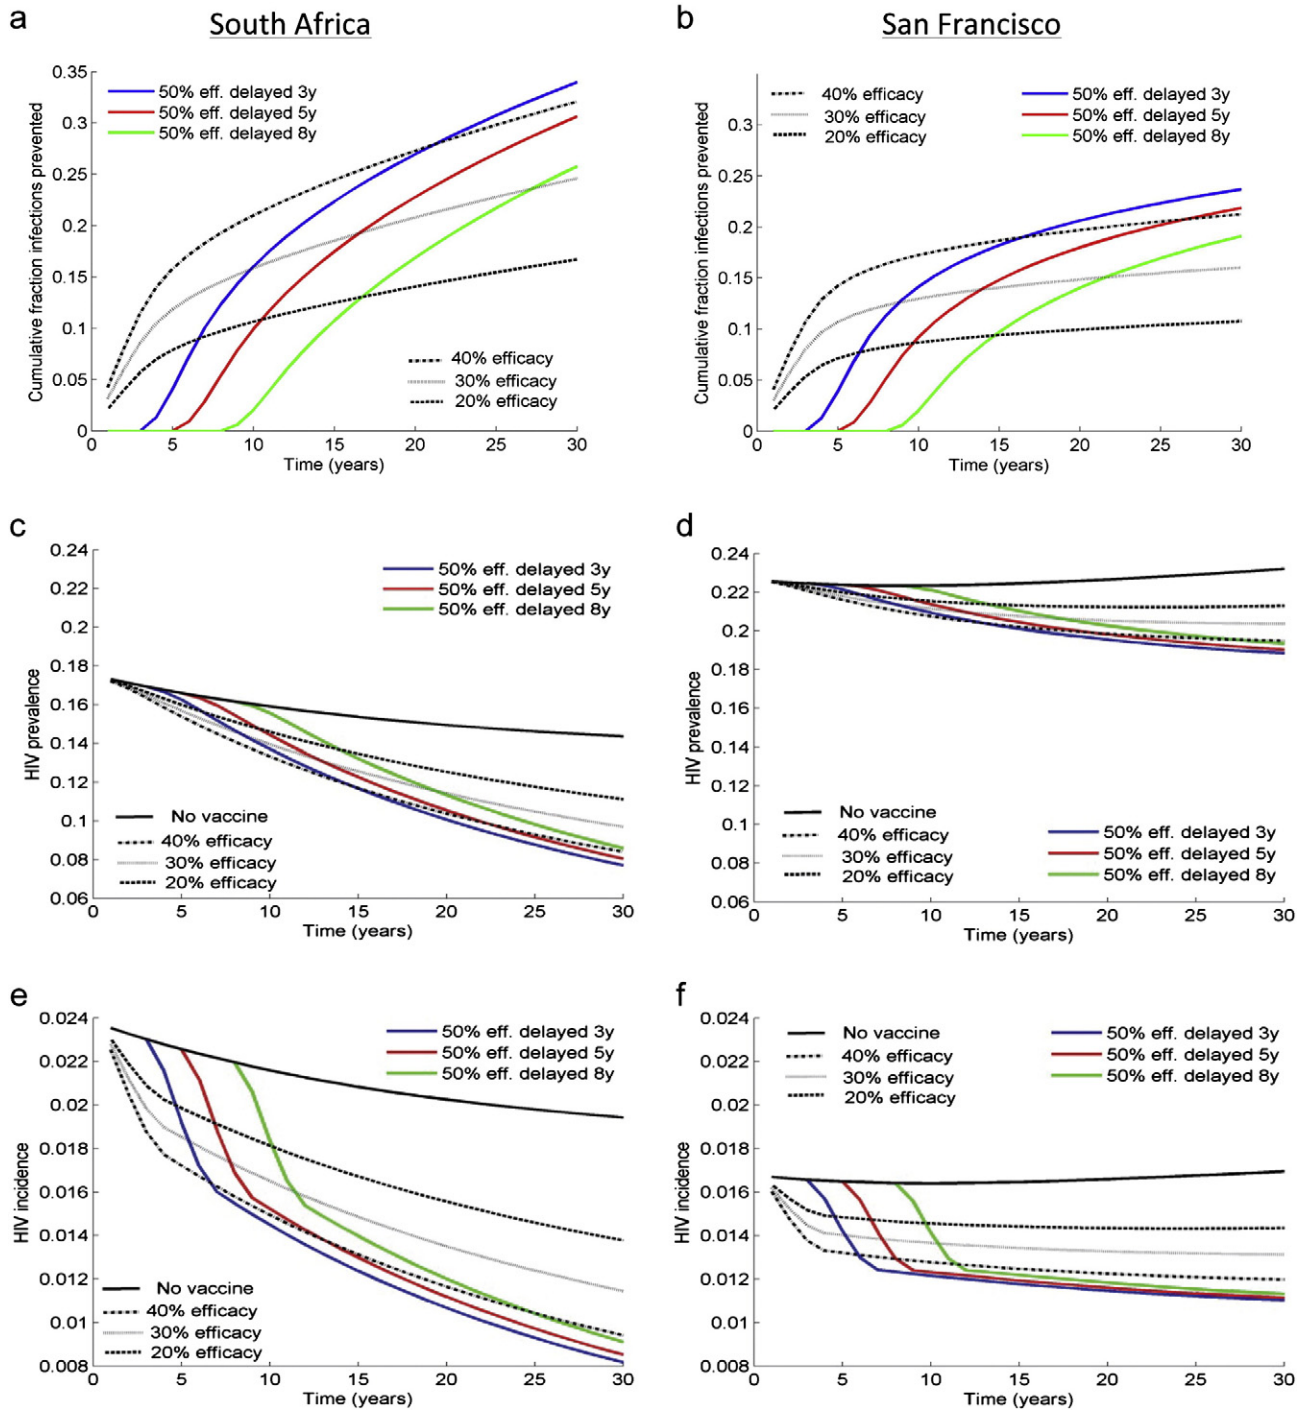 a
South Africa
b
San Francisco
0.35
0.3
0.25
0.2
0.15
0.1
0.05
0
50% eff. delayed 3y
50% eff. delayed 5y
50% eff. delayed 8y
40% efficacy
30% efficacy
20% efficacy
Cumulative fraction infections prevented
0 5 10 15 20 25 30
Time (years)
0.3
0.25
0.2
0.15
0.1
0.05
0
40% efficacy
30% efficacy
20% efficacy
50% eff. delayed 3y
50% eff. delayed 5y
50% eff. delayed 8y
Cumulative fraction infections prevented
0 5 10 15 20 25 30
Time (years)
c
0.24
0.22
0.2
0.18
0.16
0.14
0.12
0.1
0.08
0.06
50% eff. delayed 3y
50% eff. delayed 5y
50% eff. delayed 8y
HIV prevalence
No vaccine
40% efficacy
30% efficacy
20% efficacy
0 5 10 15 20 25 30
Time (years)
d
0.24
0.22
0.2
0.18
0.16
0.14
0.12
0.1
0.08
0.06
HIV prevalence
No vaccine
40% efficacy
30% efficacy
20% efficacy
50% eff. delayed 3y
50% eff. delayed 5y
50% eff. delayed 8y
0 5 10 15 20 25 30
Time (years)
e
0.024
0.022
0.02
0.018
0.016
0.014
0.012
0.01
0.008
50% eff. delayed 3y
50% eff. delayed 5y
50% eff. delayed 8y
HIV incidence
No vaccine
40% efficacy
30% efficacy
20% efficacy
0 5 10 15 20 25 30
Time (years)
f
0.024
0.022
0.02
0.018
0.016
0.014
0.012
0.01
0.008
No vaccine
40% efficacy
30% efficacy
20% efficacy
50% eff. delayed 3y
50% eff. delayed 5y
50% eff. delayed 8y
HIV incidence
0 5 10 15 20 25 30
Time (years)